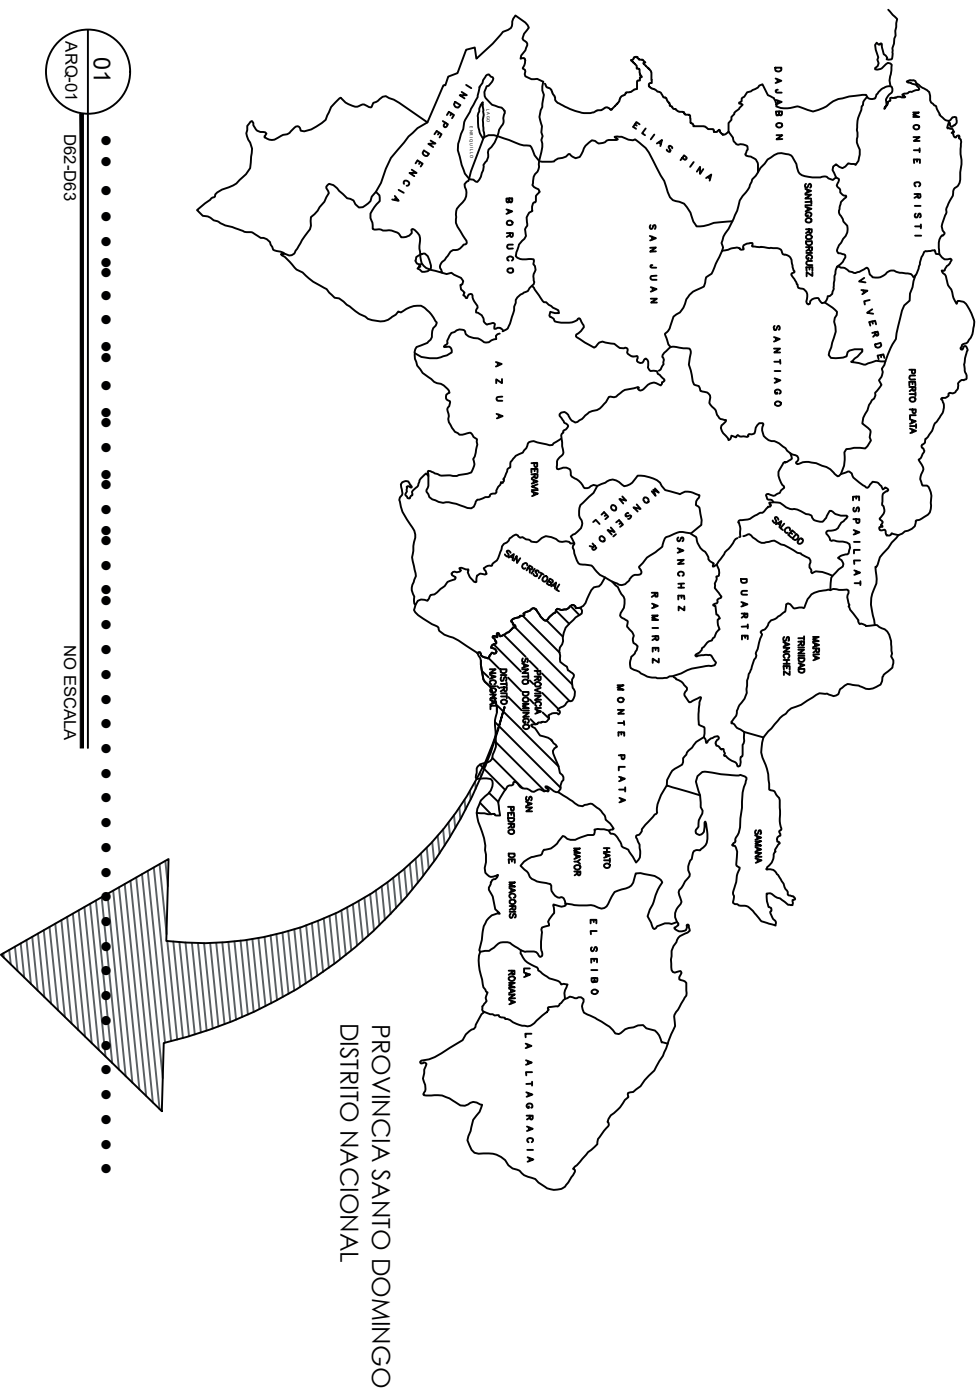 MONTE CRISTI
PUERTO PLATA
VALVERDE
DAJABON
SANTIAGO RODRIGUEZ
ESPAILLAT
SANTIAGO
SALCEDO
MARIA
TRINIDAD
SANCHEZ
DUARTE
SAMANA
ELIAS PINA
SAN JUAN
MONSEÑOR
NOEL
SANCHEZ
RAMIREZ
MONTE PLATA
HATO
MAYOR
EL SEIBO
INDEPENDENCIA
LAGO
ENRIQUILLO
BAORUCO
AZUA
PERAVIA
SAN CRISTOBAL
PROVINCIA
SANTO DOMINGO
DISTRITO
NACIONAL
SAN
PEDRO DE MACORIS
LA
ROMANA
LA ALTAGRACIA
PROVINCIA SANTO DOMINGO
DISTRITO NACIONAL
01
ARQ-01
D62-D63
NO ESCALA